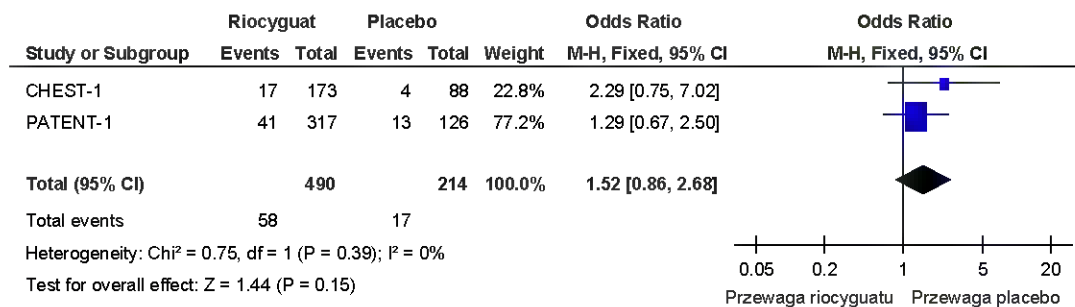 Riocyguat Placebo Odds Ratio Odds Ratio
Study or Subgroup Events Total Events Total Weight M-H, Fixed, 95% CI M-H, Fixed, 95% CI
CHEST-1 17 173 4 88 22.8% 2.29 [0.75, 7.02]
PATENT-1 41 317 13 126 77.2% 1.29 [0.67, 2.50]
Total (95% CI) 490 214 100.0% 1.52 [0.86, 2.68]
Total events 58 17
Heterogeneity: Chi² = 0.75, df = 1 (P = 0.39); I² = 0%
Test for overall effect: Z = 1.44 (P = 0.15)
0.05 0.2 1 5 20
Przewaga riocyguatu Przewaga placebo